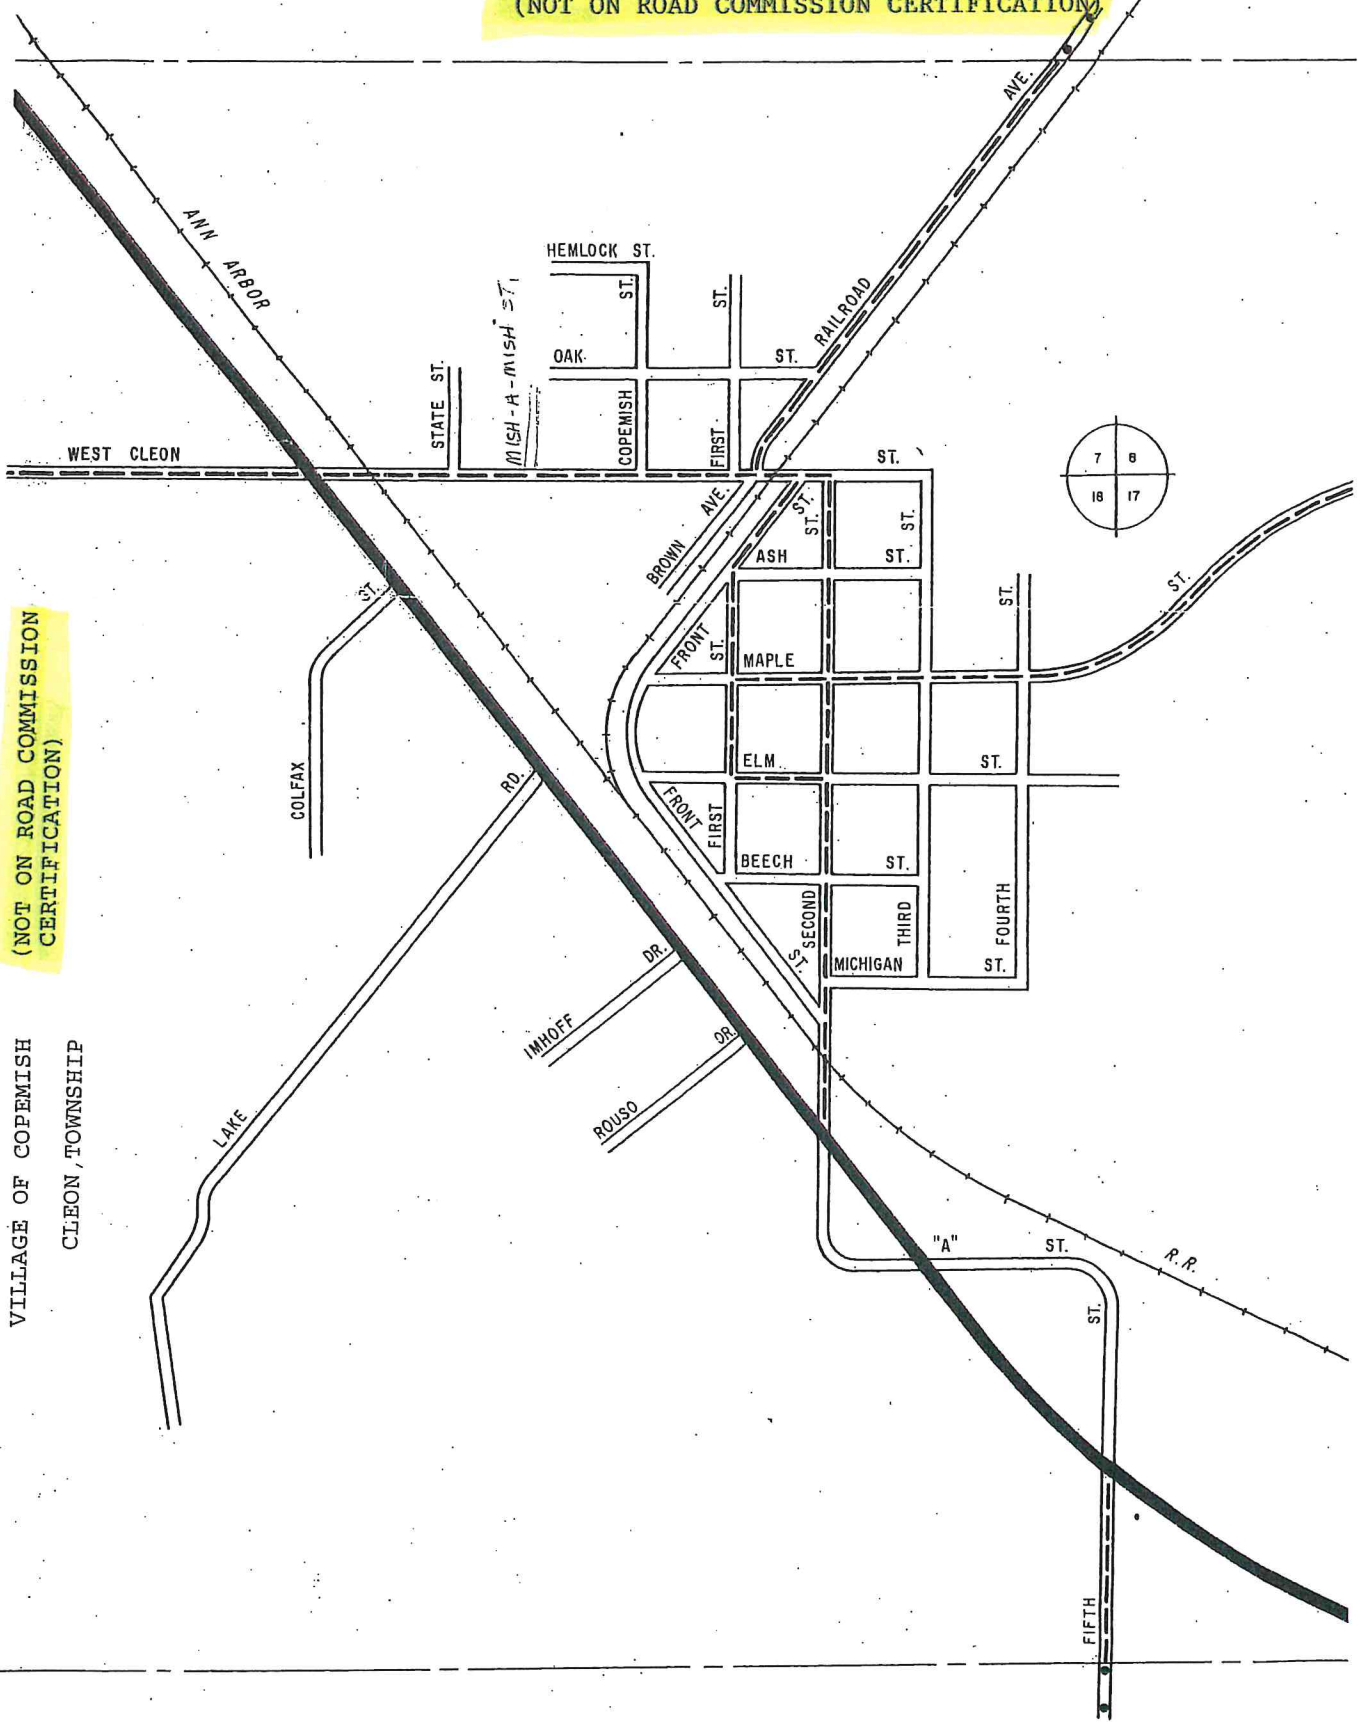 (NOT ON ROAD COMMISSION CERTIFICATION)
AVE.
ANN ARBOR
HEMLOCK ST.
MISH-A-MISH ST.
ST.
ST.
RAILROAD
OAK
ST.
STATE ST.
COPEMISH
FIRST
WEST CLEON
ST.
7 8
18 17
AVE.
ST.
ST.
ST.
BROWN
ASH
ST.
ST.
ST.
ST.
FRONT
ST.
MAPLE
(NOT ON ROAD COMMISSION
CERTIFICATION)
COLFAX
RD.
ELM
ST.
FRONT
FIRST
BEECH
ST.
SECOND
THIRD
FOURTH
DR.
ST.
MICHIGAN
ST.
IMHOFF
DR.
ROUSO
LAKE
VILLAGE OF COPEMISH
CLEON, TOWNSHIP
"A"
ST.
R.R.
ST.
FIFTH